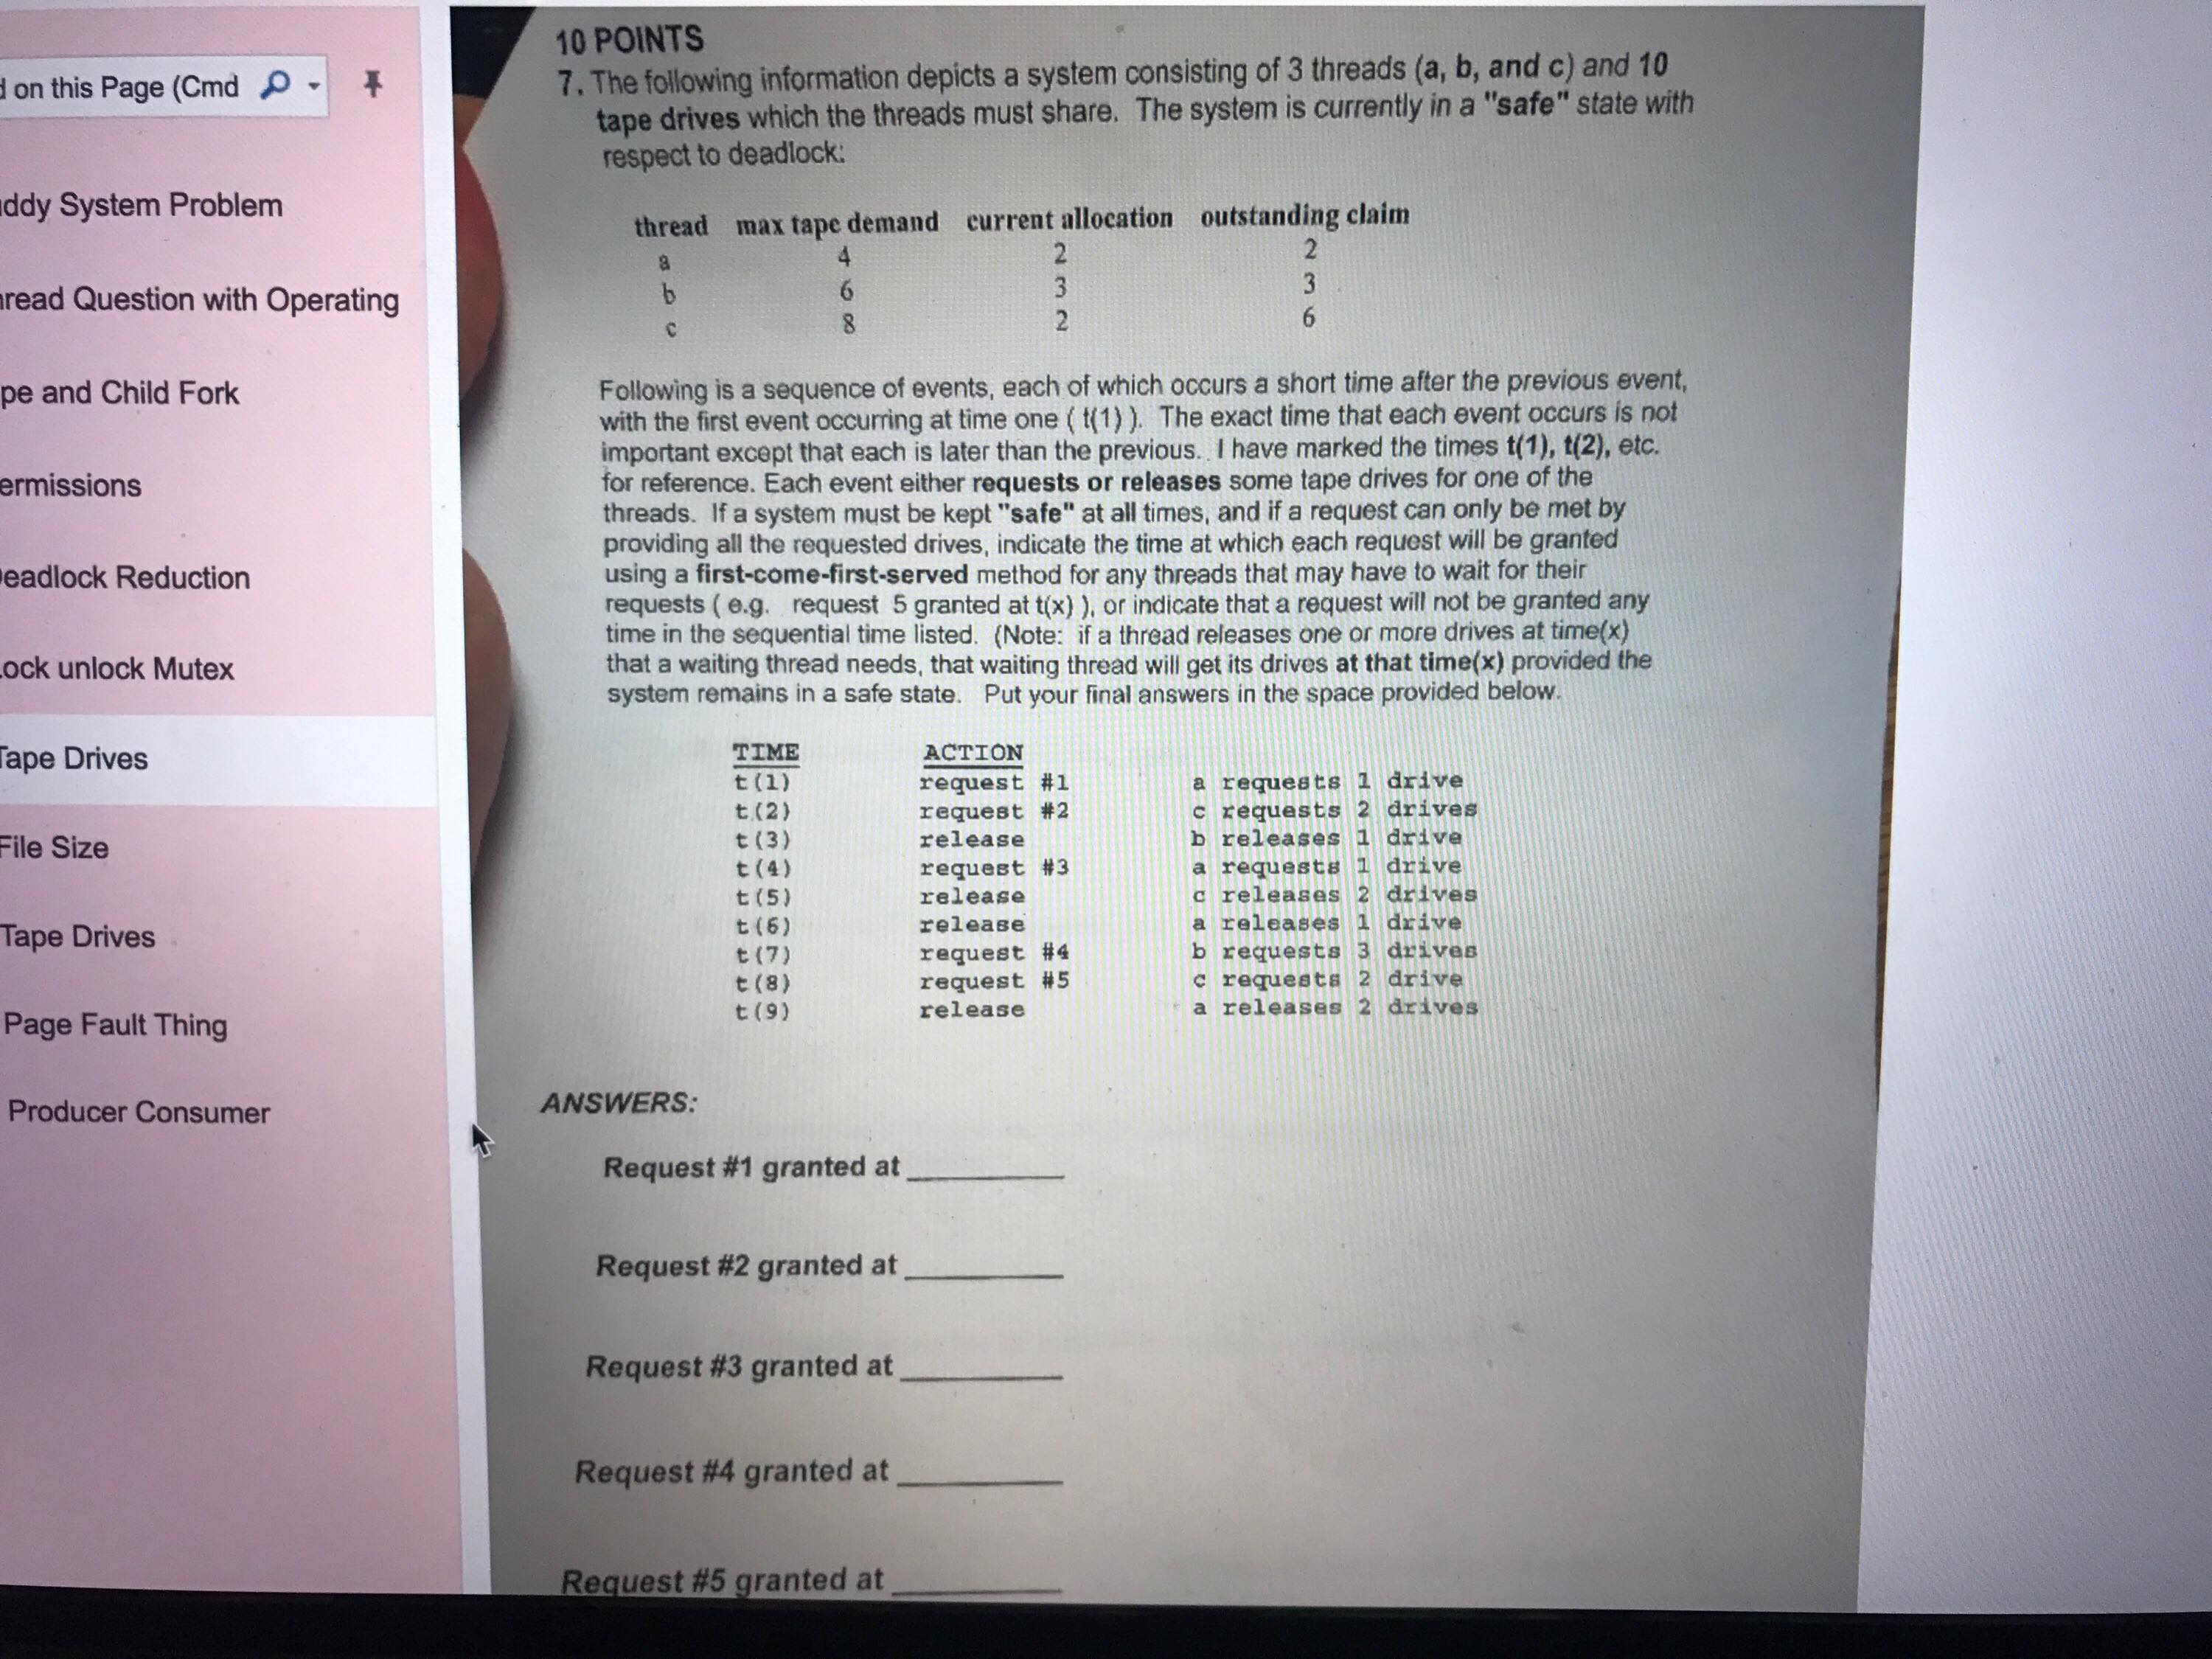 on this Page (Cmd
ddy System Problem
read Question with Operating
pe and Child Fork
ermissions
eadlock Reduction
ock unlock Mutex
Tape Drives
File Size
Tape Drives
Page Fault Thing
Producer Consumer
10 POINTS
7. The following information depicts a system consisting of 3 threads (a, b, and c) and 10
tape drives which the threads must share. The system is currently in a "safe" state with
respect to deadlock:
thread max tape demand current allocation outstanding claim
a 4 2 2
b 6 3 3
c 8 2 6
Following is a sequence of events, each of which occurs a short time after the previous event,
with the first event occurring at time one ( t(1) ). The exact time that each event occurs is not
important except that each is later than the previous. . I have marked the times t(1), t(2), etc.
for reference. Each event either requests or releases some tape drives for one of the
threads. If a system must be kept "safe" at all times, and if a request can only be met by
providing all the requested drives, indicate the time at which each request will be granted
using a first-come-first-served method for any threads that may have to wait for their
requests ( e.g. request 5 granted at t(x) ), or indicate that a request will not be granted any
time in the sequential time listed. (Note: if a thread releases one or more drives at time(x)
that a waiting thread needs, that waiting thread will get its drives at that time(x) provided the
system remains in a safe state. Put your final answers in the space provided below.
TIME ACTION
t(1) request #1 a requests 1 drive
t(2) request #2 c requests 2 drives
t(3) release b releases 1 drive
t(4) request #3 a requests 1 drive
t(5) release c releases 2 drives
t(6) release a releases 1 drive
t(7) request #4 b requests 3 drives
t(8) request #5 c requests 2 drive
t(9) release a releases 2 drives
ANSWERS:
Request #1 granted at
Request #2 granted at
Request #3 granted at
Request #4 granted at
Request #5 granted at